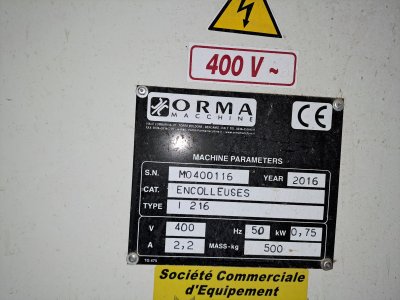 400 V ~
ORMA
MACCHINE
CE
MACHINE PARAMETERS
S.N. M0400116 YEAR 2016
CAT. ENCOLLEUSES
TYPE I 216
V 400 Hz 50 kW 0,75
A 2,2 MASS-kg 500
Société Commerciale
d'Equipement